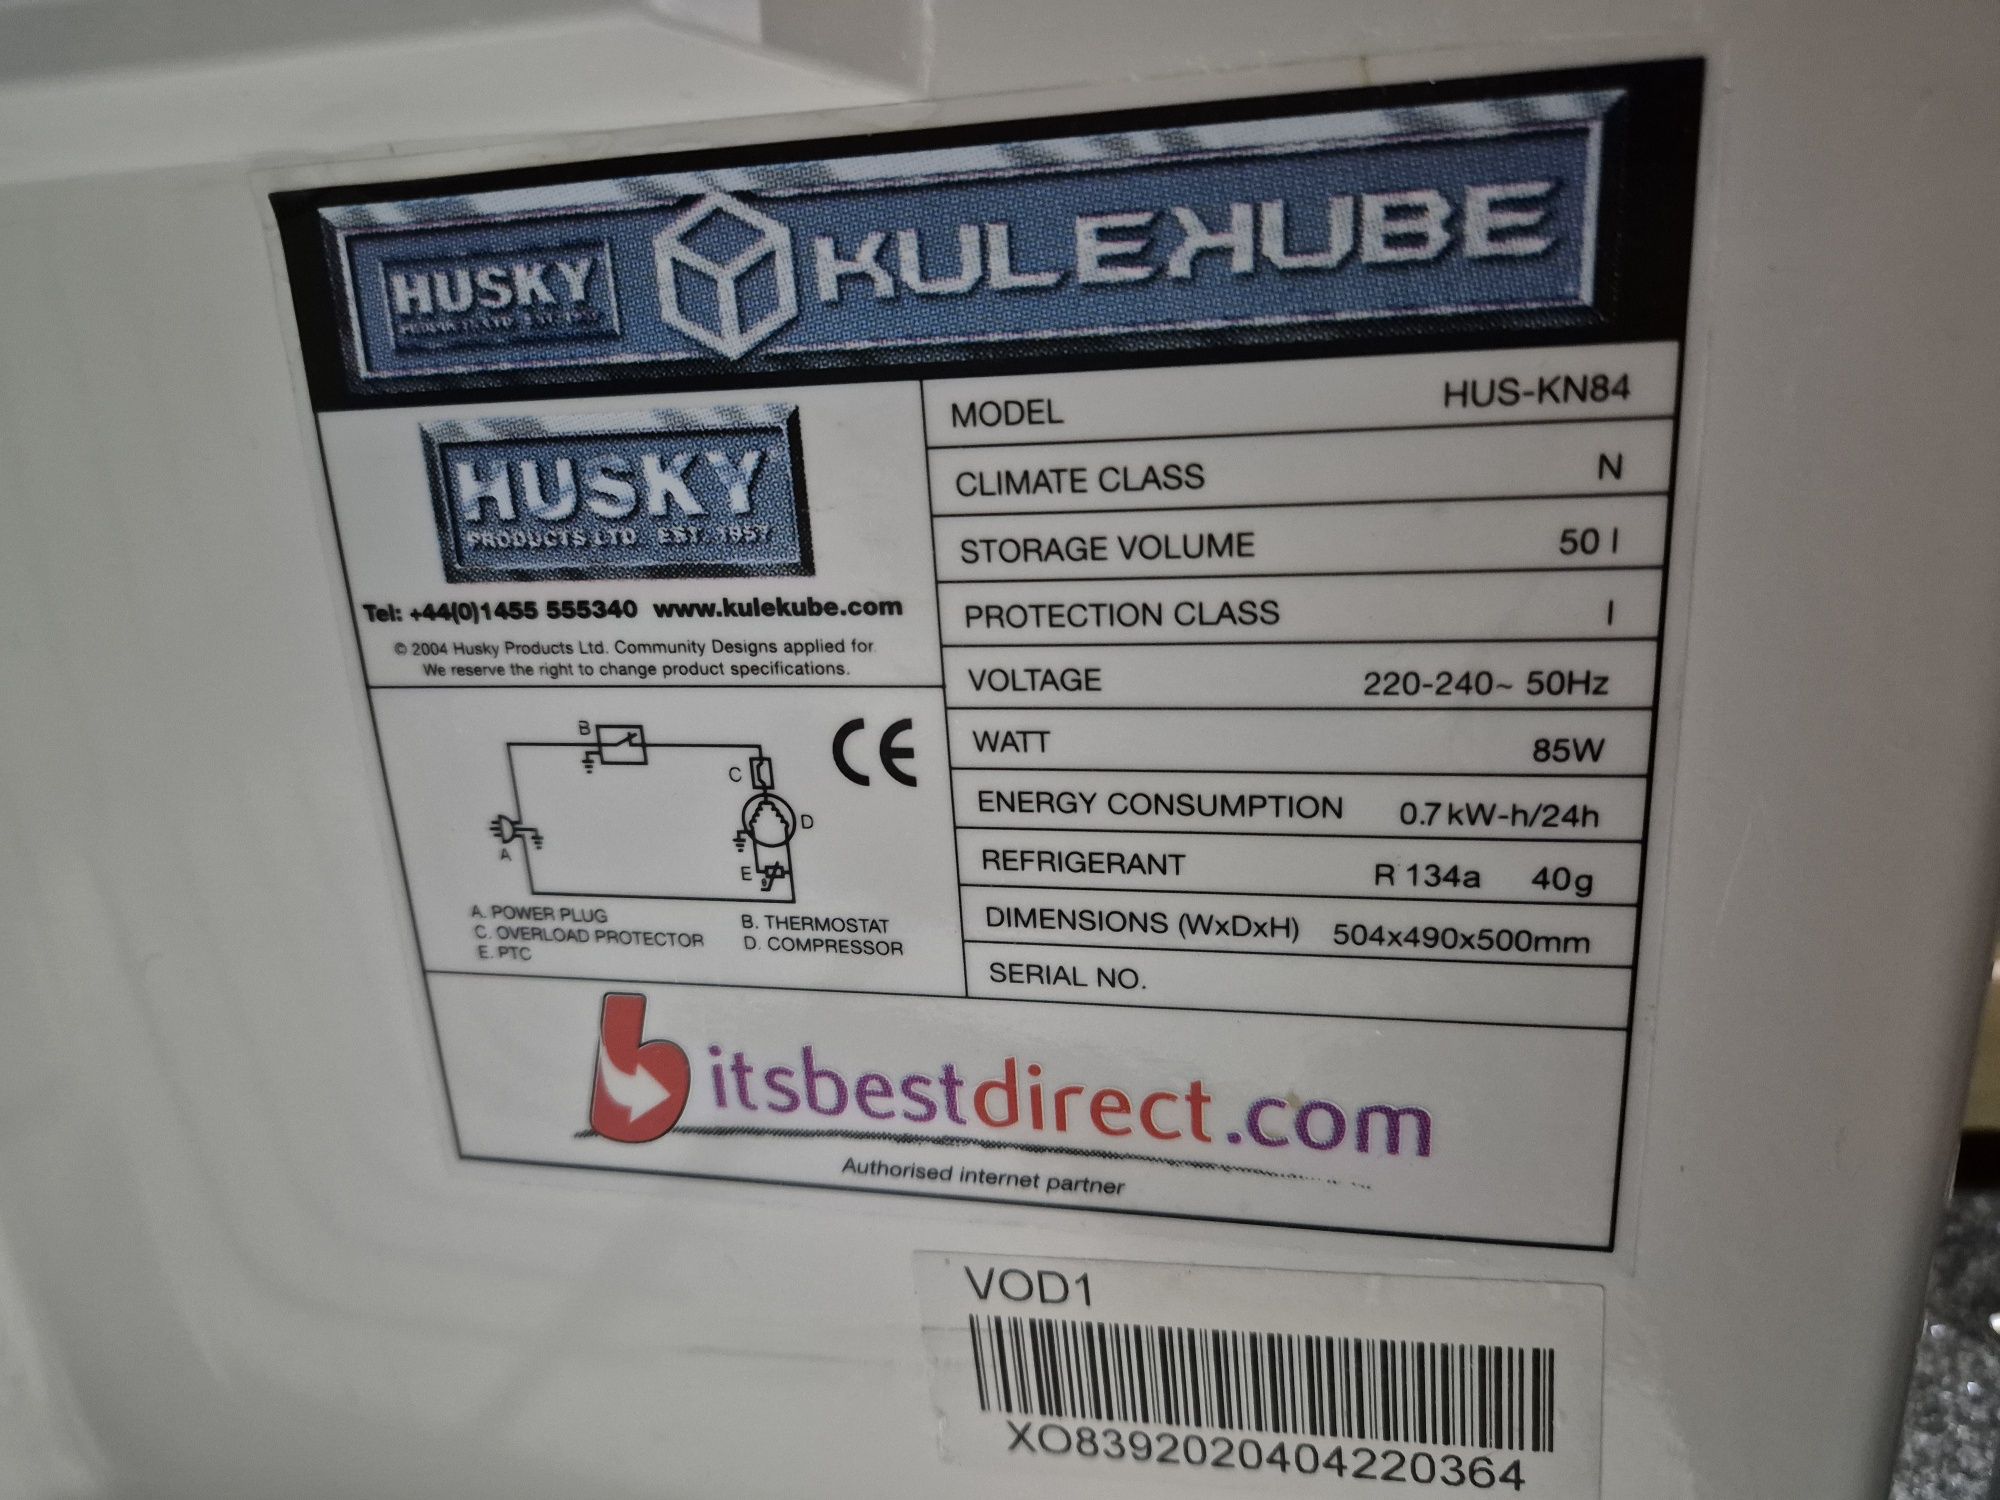 HUSKY
KULEKUBE
HUSKY
PRODUCTS LTD EST. 1957
Tel: +44(0)1455 555340 www.kulekube.com
© 2004 Husky Products Ltd. Community Designs applied for.
We reserve the right to change product specifications.
B
C
D
A
E
CE
A. POWER PLUG
B. THERMOSTAT
C. OVERLOAD PROTECTOR
D. COMPRESSOR
E. PTC
MODEL HUS-KN84
CLIMATE CLASS N
STORAGE VOLUME 50 l
PROTECTION CLASS I
VOLTAGE 220-240~ 50Hz
WATT 85W
ENERGY CONSUMPTION 0.7 kW-h/24h
REFRIGERANT R 134a 40g
DIMENSIONS (WxDxH) 504x490x500mm
SERIAL NO.
b itsbestdirect.com
Authorised internet partner
VOD1
XO83920204042203​64